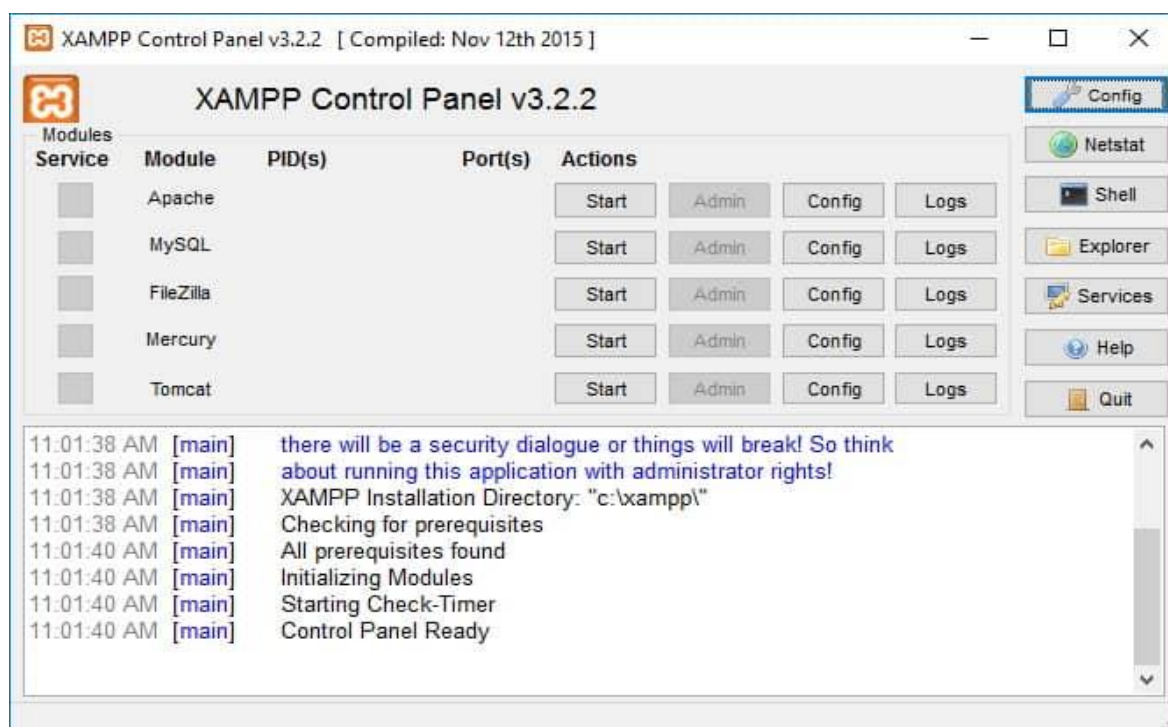 XAMPP Control Panel v3.2.2 [ Compiled: Nov 12th 2015 ]
XAMPP Control Panel v3.2.2
Config
Modules
Service Module PID(s) Port(s) Actions
Netstat
Apache Start Admin Config Logs
Shell
MySQL Start Admin Config Logs
Explorer
FileZilla Start Admin Config Logs
Services
Mercury Start Admin Config Logs
Help
Tomcat Start Admin Config Logs
Quit
11:01:38 AM [main] there will be a security dialogue or things will break! So think
11:01:38 AM [main] about running this application with administrator rights!
11:01:38 AM [main] XAMPP Installation Directory: "c:\xampp\"
11:01:38 AM [main] Checking for prerequisites
11:01:40 AM [main] All prerequisites found
11:01:40 AM [main] Initializing Modules
11:01:40 AM [main] Starting Check-Timer
11:01:40 AM [main] Control Panel Ready